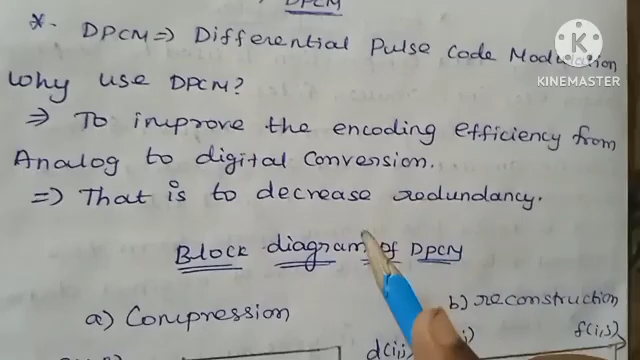 DPCM
* DPCM => Differential Pulse Code Modulation
Why use DPCM?
=> To improve the encoding efficiency from
Analog to digital Conversion.
=> That is to decrease redundancy.
Block diagram of DPCM
a) Compression
b) reconstruction
f(i,j)
d(i,j)
KINEMASTER